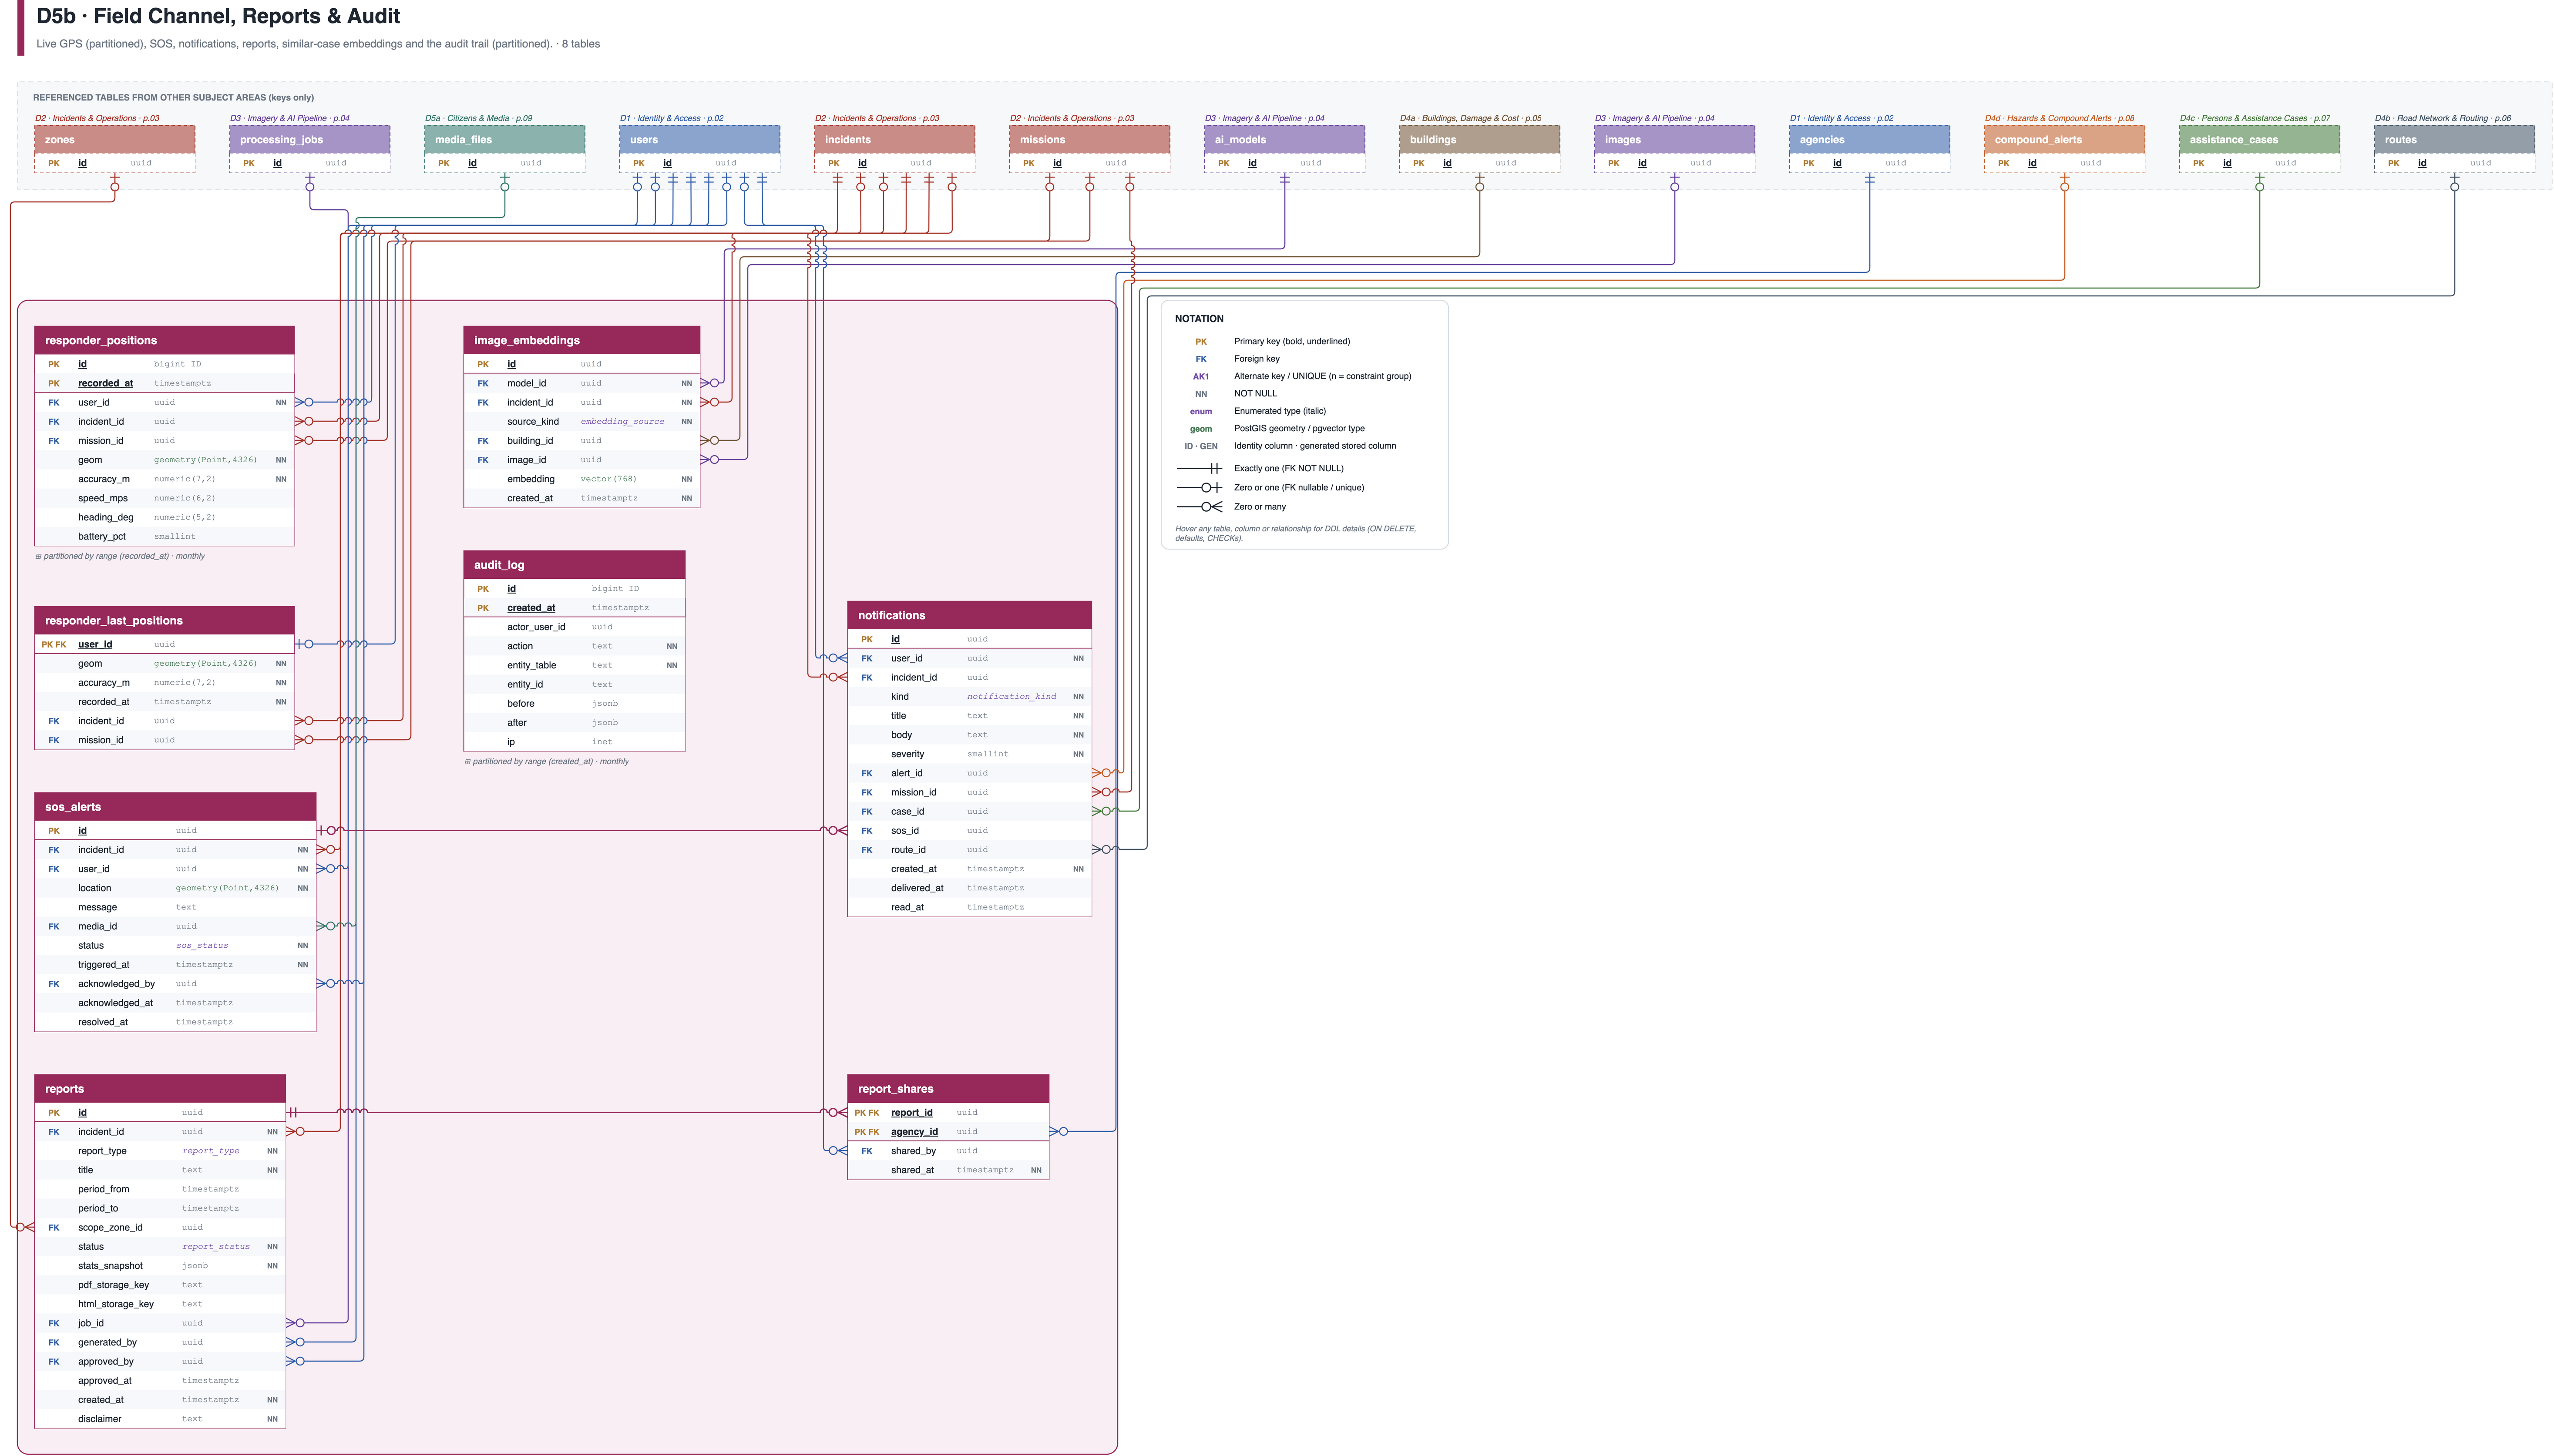 D5b · Field Channel, Reports & Audit
Live GPS (partitioned), SOS, notifications, reports, similar-case embeddings and the audit trail (partitioned). · 8 tables
REFERENCED TABLES FROM OTHER SUBJECT AREAS (keys only)
D2 · Incidents & Operations · p.03
zones
PK id uuid
D3 · Imagery & AI Pipeline · p.04
processing_jobs
PK id uuid
D5a · Citizens & Media · p.09
media_files
PK id uuid
D1 · Identity & Access · p.02
users
PK id uuid
D2 · Incidents & Operations · p.03
incidents
PK id uuid
D2 · Incidents & Operations · p.03
missions
PK id uuid
D3 · Imagery & AI Pipeline · p.04
ai_models
PK id uuid
D4a · Buildings, Damage & Cost · p.05
buildings
PK id uuid
D3 · Imagery & AI Pipeline · p.04
images
PK id uuid
D1 · Identity & Access · p.02
agencies
PK id uuid
D4d · Hazards & Compound Alerts · p.08
compound_alerts
PK id uuid
D4c · Persons & Assistance Cases · p.07
assistance_cases
PK id uuid
D4b · Road Network & Routing · p.06
routes
PK id uuid
responder_positions
PK id bigint ID
PK recorded_at timestamptz
FK user_id uuid NN
FK incident_id uuid
FK mission_id uuid
geom geometry(Point,4326) NN
accuracy_m numeric(7,2) NN
speed_mps numeric(6,2)
heading_deg numeric(5,2)
battery_pct smallint
⊞ partitioned by range (recorded_at) · monthly
responder_last_positions
PK FK user_id uuid
geom geometry(Point,4326) NN
accuracy_m numeric(7,2) NN
recorded_at timestamptz NN
FK incident_id uuid
FK mission_id uuid
sos_alerts
PK id uuid
FK incident_id uuid NN
FK user_id uuid NN
location geometry(Point,4326) NN
message text
FK media_id uuid
status sos_status NN
triggered_at timestamptz NN
FK acknowledged_by uuid
acknowledged_at timestamptz
resolved_at timestamptz
reports
PK id uuid
FK incident_id uuid NN
report_type report_type NN
title text NN
period_from timestamptz
period_to timestamptz
FK scope_zone_id uuid
status report_status NN
stats_snapshot jsonb NN
pdf_storage_key text
html_storage_key text
FK job_id uuid
FK generated_by uuid
FK approved_by uuid
approved_at timestamptz
created_at timestamptz NN
disclaimer text NN
image_embeddings
PK id uuid
FK model_id uuid NN
FK incident_id uuid NN
source_kind embedding_source NN
FK building_id uuid
FK image_id uuid
embedding vector(768) NN
created_at timestamptz NN
audit_log
PK id bigint ID
PK created_at timestamptz
actor_user_id uuid
action text NN
entity_table text NN
entity_id text
before jsonb
after jsonb
ip inet
⊞ partitioned by range (created_at) · monthly
notifications
PK id uuid
FK user_id uuid NN
FK incident_id uuid
kind notification_kind NN
title text NN
body text NN
severity smallint NN
FK alert_id uuid
FK mission_id uuid
FK case_id uuid
FK sos_id uuid
FK route_id uuid
created_at timestamptz NN
delivered_at timestamptz
read_at timestamptz
report_shares
PK FK report_id uuid
PK FK agency_id uuid
FK shared_by uuid
shared_at timestamptz NN
NOTATION
PK Primary key (bold, underlined)
FK Foreign key
AK1 Alternate key / UNIQUE (n = constraint group)
NN NOT NULL
enum Enumerated type (italic)
geom PostGIS geometry / pgvector type
ID · GEN Identity column · generated stored column
Exactly one (FK NOT NULL)
Zero or one (FK nullable / unique)
Zero or many
Hover any table, column or relationship for DDL details (ON DELETE,
defaults, CHECKs).